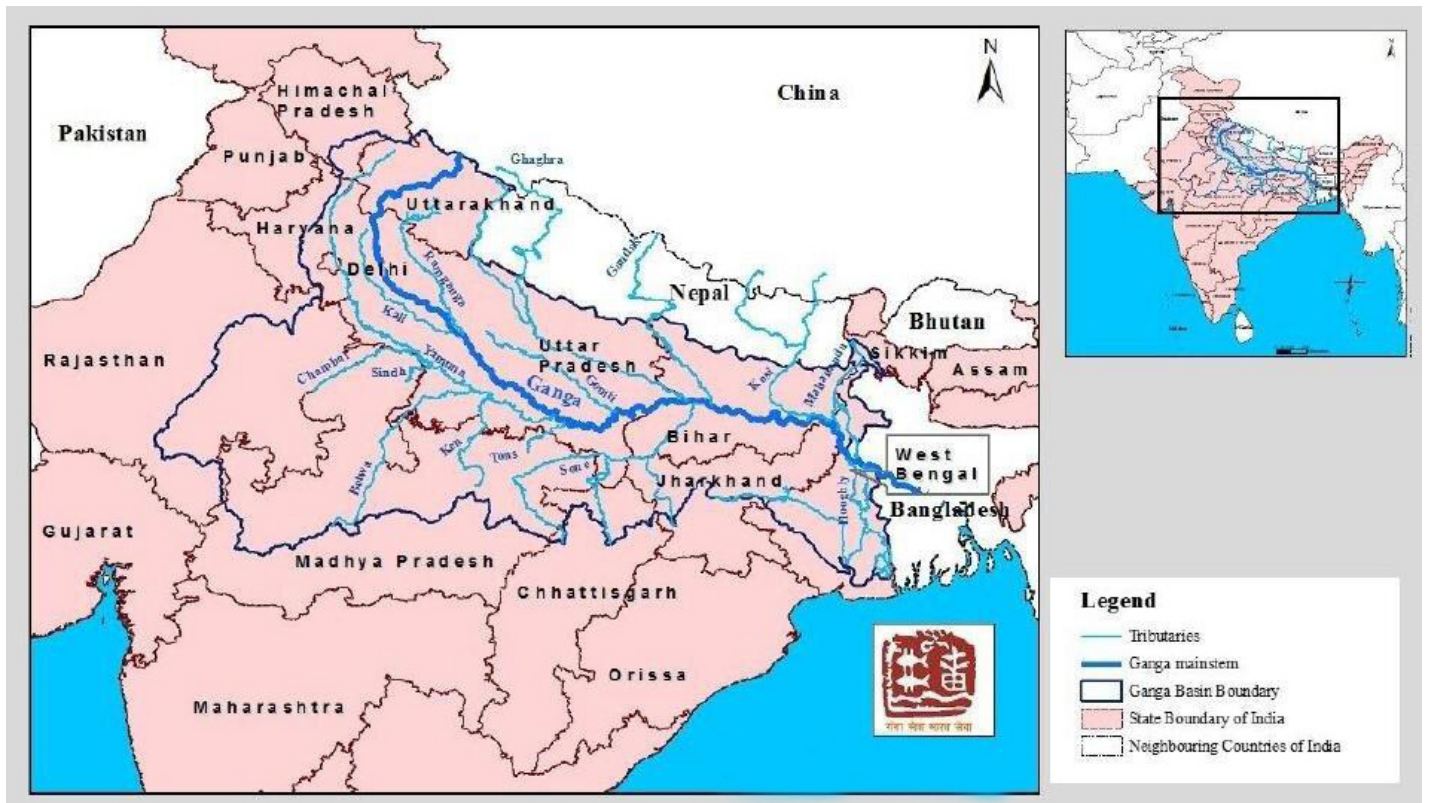 N
China
Himachal
Pradesh
Pakistan
Punjab
Ghaghra
Uttarakhand
Haryana
Gandak
Delhi
Ramganga
Nepal
Kali
Bhutan
Uttar
Pradesh
Sikkim
Rajasthan
Assam
Chambal
Yamuna
Sindh
Kosi
Mahananda
Ganga
Gomti
Bihar
Ken
Tons
West
Bengal
Betwa
Sone
Jharkhand
Hooghly
Bangladesh
Gujarat
Madhya Pradesh
Chhattisgarh
Orissa
Maharashtra
गंगा सेवा भारत सेवा
Legend
Tributaries
Ganga mainstem
Ganga Basin Boundary
State Boundary of India
Neighbouring Countries of India